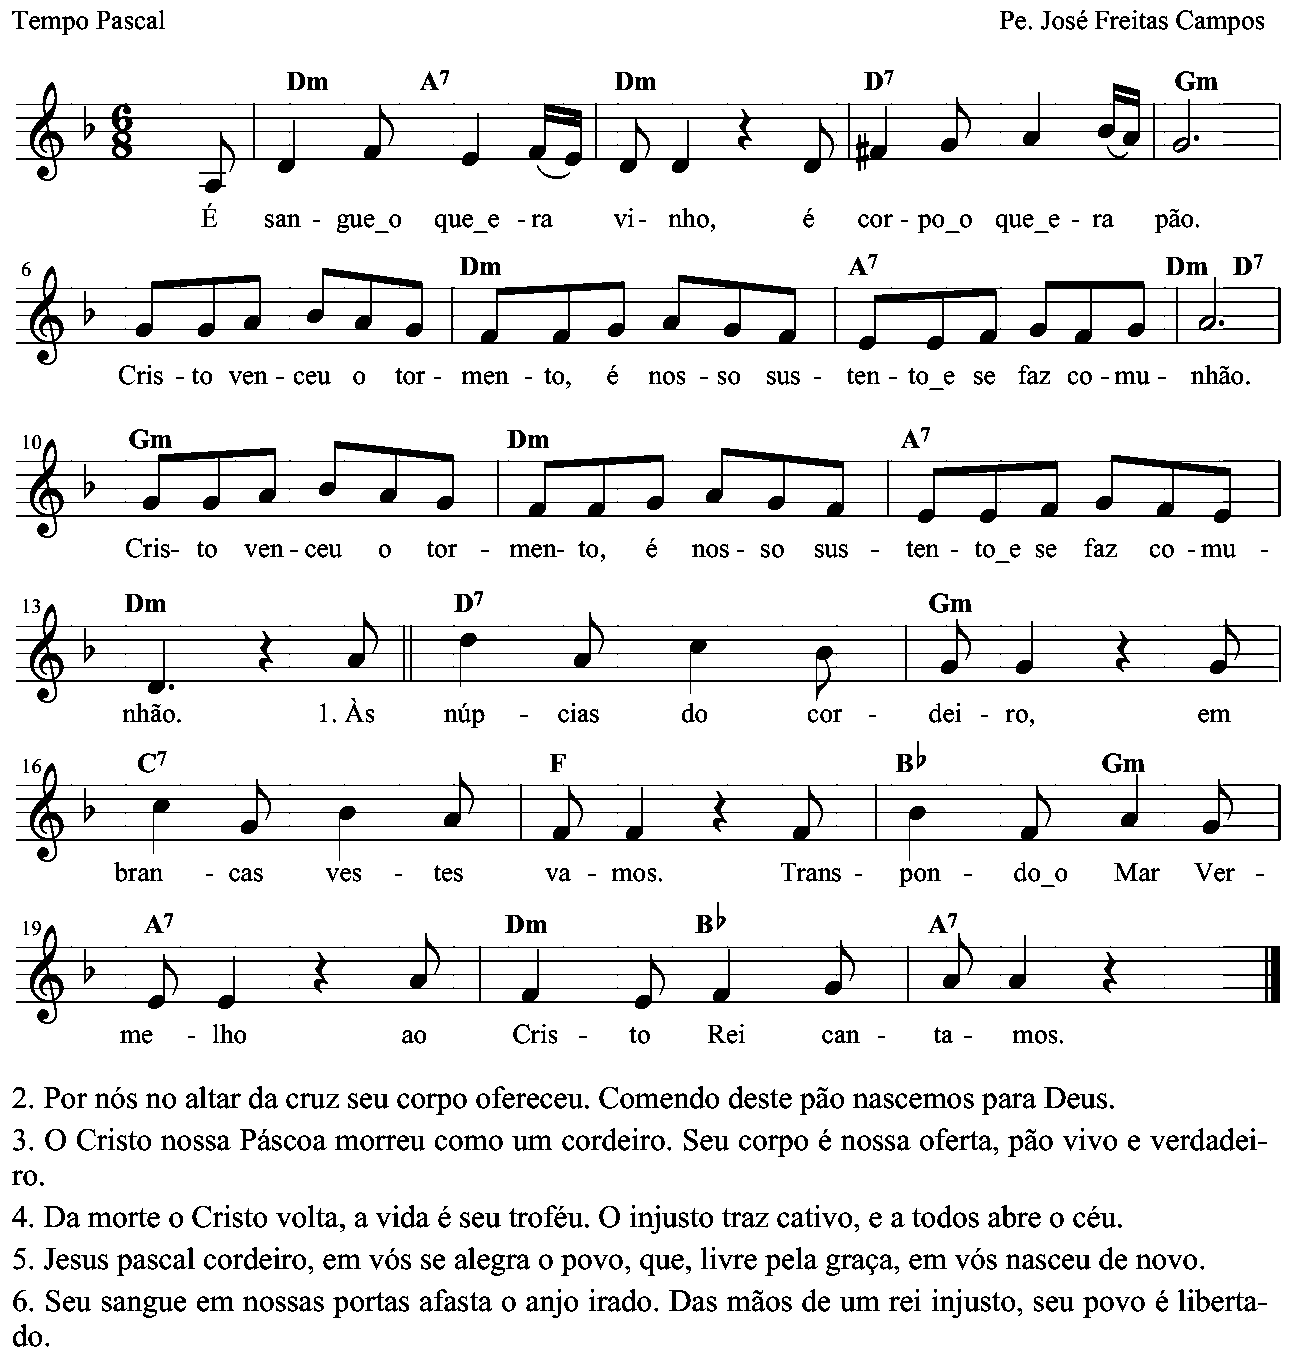 Tempo Pascal Pe. José Freitas Campos
Dm A7 Dm D7 Gm
6
8
É san - gue_o que_e - ra vi - nho, é cor - po_o que_e - ra pão.
6 Dm A7 Dm D7
Cris - to ven - ceu o tor - men - to, é nos - so sus - ten - to_e se faz co - mu - nhão.
10 Gm Dm A7
Cris- to ven - ceu o tor - men- to, é nos - so sus - ten - to_e se faz co - mu -
13 Dm D7 Gm
nhão. 1. Às núp - cias do cor - dei - ro, em
16 C7 F B♭ Gm
bran - cas ves - tes va - mos. Trans - pon - do_o Mar Ver -
19 A7 Dm B♭ A7
me - lho ao Cris - to Rei can - ta - mos.
2. Por nós no altar da cruz seu corpo ofereceu. Comendo deste pão nascemos para Deus.
3. O Cristo nossa Páscoa morreu como um cordeiro. Seu corpo é nossa oferta, pão vivo e verdadei-
ro.
4. Da morte o Cristo volta, a vida é seu troféu. O injusto traz cativo, e a todos abre o céu.
5. Jesus pascal cordeiro, em vós se alegra o povo, que, livre pela graça, em vós nasceu de novo.
6. Seu sangue em nossas portas afasta o anjo irado. Das mãos de um rei injusto, seu povo é liberta-
do.